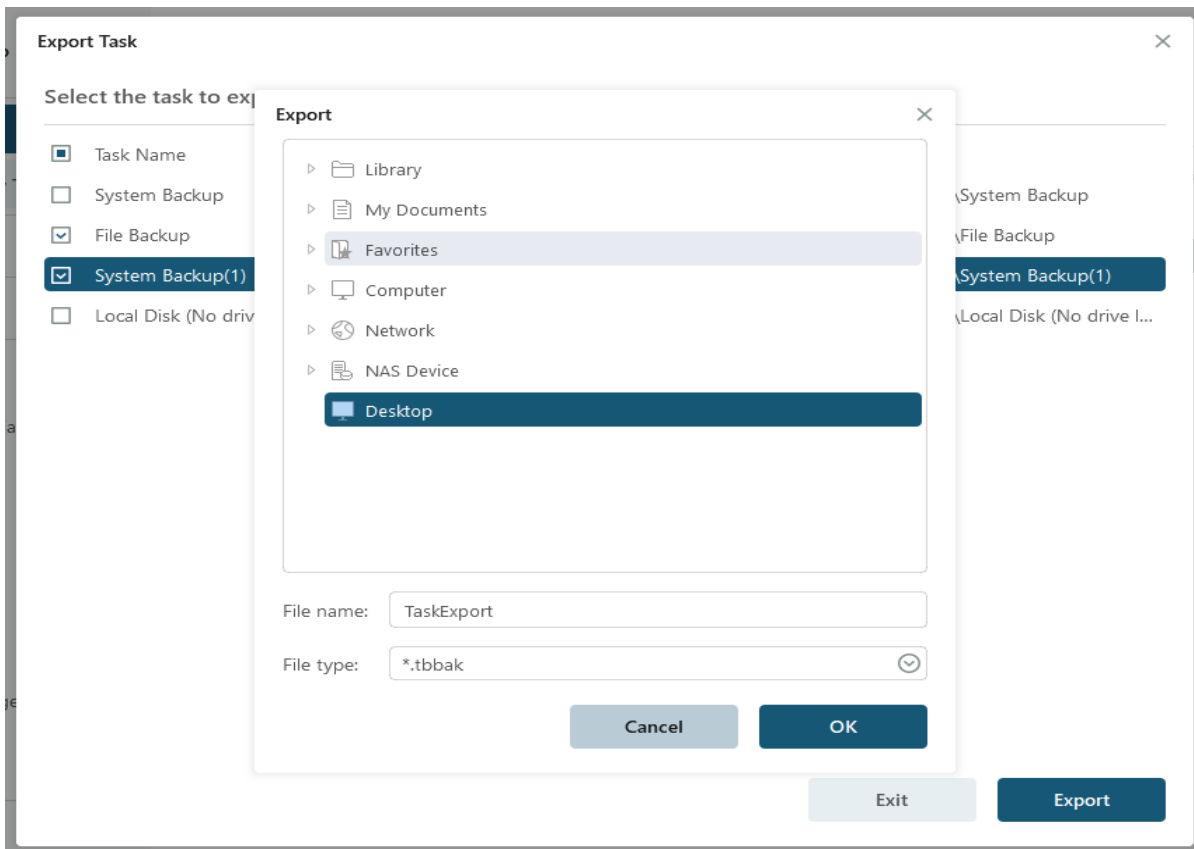 Export Task
Select the task to exp
Export
Task Name
Library
System Backup
My Documents
\System Backup
File Backup
Favorites
\File Backup
System Backup(1)
Computer
\System Backup(1)
Local Disk (No driv
Network
\Local Disk (No drive l...
NAS Device
Desktop
File name: TaskExport
File type: *.tbbak
Cancel OK
Exit Export